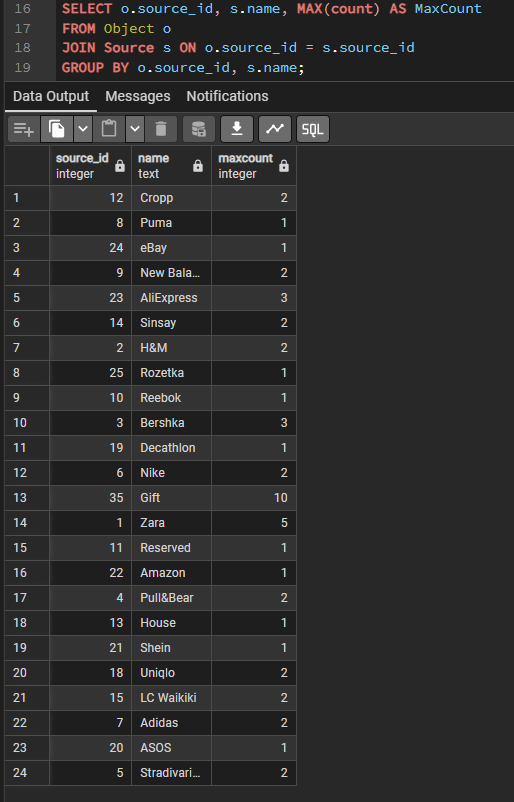 16 SELECT o.source_id, s.name, MAX(count) AS MaxCount
17 FROM Object o
18 JOIN Source s ON o.source_id = s.source_id
19 GROUP BY o.source_id, s.name;
Data Output Messages Notifications
SQL
source_id name maxcount
integer text integer
1 12 Cropp 2
2 8 Puma 1
3 24 eBay 1
4 9 New Bala... 2
5 23 AliExpress 3
6 14 Sinsay 2
7 2 H&M 2
8 25 Rozetka 1
9 10 Reebok 1
10 3 Bershka 3
11 19 Decathlon 1
12 6 Nike 2
13 35 Gift 10
14 1 Zara 5
15 11 Reserved 1
16 22 Amazon 1
17 4 Pull&Bear 2
18 13 House 1
19 21 Shein 1
20 18 Uniqlo 2
21 15 LC Waikiki 2
22 7 Adidas 2
23 20 ASOS 1
24 5 Stradivari... 2